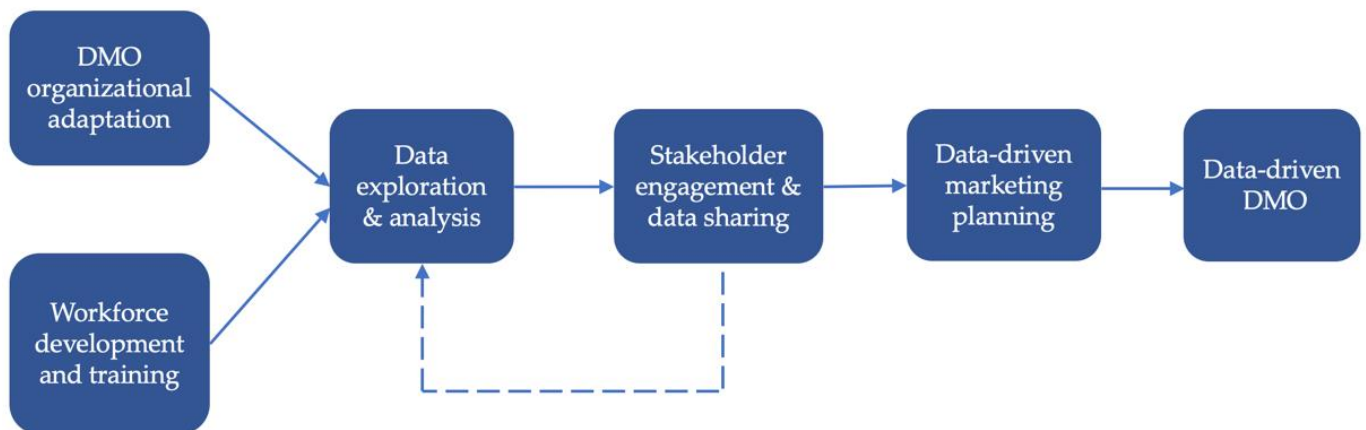 DMO
organizational
adaptation
Workforce
development
and training
Data
exploration
& analysis
Stakeholder
engagement &
data sharing
Data-driven
marketing
planning
Data-driven
DMO